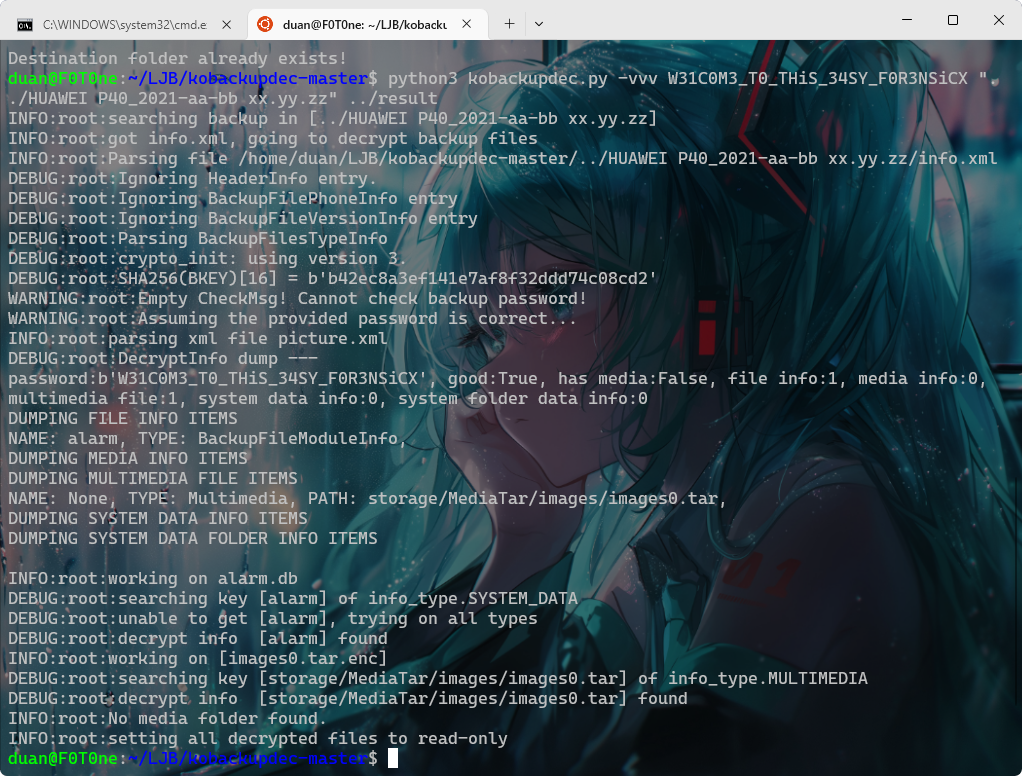 C:\WINDOWS\system32\cmd.e
duan@F0T0ne: ~/LJB/kobacku
Destination folder already exists!
duan@F0T0ne:~/LJB/kobackupdec-master$ python3 kobackupdec.py -vvv W31C0M3_T0_THiS_34SY_F0R3NSiCX ".
./HUAWEI P40_2021-aa-bb xx.yy.zz" ../result
INFO:root:searching backup in [../HUAWEI P40_2021-aa-bb xx.yy.zz]
INFO:root:got info.xml, going to decrypt backup files
INFO:root:Parsing file /home/duan/LJB/kobackupdec-master/../HUAWEI P40_2021-aa-bb xx.yy.zz/info.xml
DEBUG:root:Ignoring HeaderInfo entry.
DEBUG:root:Ignoring BackupFilePhoneInfo entry
DEBUG:root:Ignoring BackupFileVersionInfo entry
DEBUG:root:Parsing BackupFilesTypeInfo
DEBUG:root:crypto_init: using version 3.
DEBUG:root:SHA256(BKEY)[16] = b'b42ec8a3ef141e7af8f32ddd74c08cd2'
WARNING:root:Empty CheckMsg! Cannot check backup password!
WARNING:root:Assuming the provided password is correct...
INFO:root:parsing xml file picture.xml
DEBUG:root:DecryptInfo dump ---
password:b'W31C0M3_T0_THiS_34SY_F0R3NSiCX', good:True, has media:False, file info:1, media info:0,
multimedia file:1, system data info:0, system folder data info:0
DUMPING FILE INFO ITEMS
NAME: alarm, TYPE: BackupFileModuleInfo,
DUMPING MEDIA INFO ITEMS
DUMPING MULTIMEDIA FILE ITEMS
NAME: None, TYPE: Multimedia, PATH: storage/MediaTar/images/images0.tar,
DUMPING SYSTEM DATA INFO ITEMS
DUMPING SYSTEM DATA FOLDER INFO ITEMS
INFO:root:working on alarm.db
DEBUG:root:searching key [alarm] of info_type.SYSTEM_DATA
DEBUG:root:unable to get [alarm], trying on all types
DEBUG:root:decrypt info  [alarm] found
INFO:root:working on [images0.tar.enc]
DEBUG:root:searching key [storage/MediaTar/images/images0.tar] of info_type.MULTIMEDIA
DEBUG:root:decrypt info  [storage/MediaTar/images/images0.tar] found
INFO:root:No media folder found.
INFO:root:setting all decrypted files to read-only
duan@F0T0ne:~/LJB/kobackupdec-master$
01